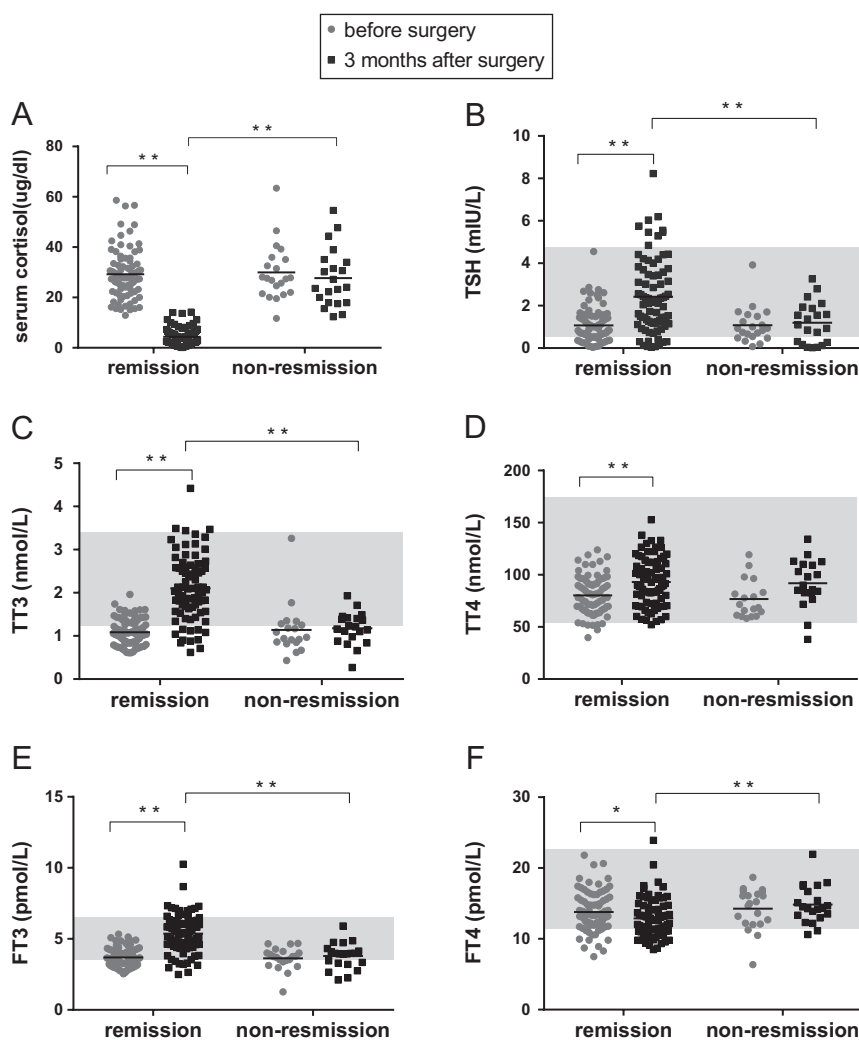 before surgery
3 months after surgery
A
serum cortisol(ug/dl)
80
60
40
20
0
* *
* *
remission non-resmission
B
TSH (mIU/L)
10
8
6
4
2
0
* *
* *
remission non-resmission
C
TT3 (nmol/L)
5
4
3
2
1
0
* *
* *
remission non-resmission
D
TT4 (nmol/L)
200
150
100
50
0
* *
remission non-resmission
E
FT3 (pmol/L)
15
10
5
0
* *
* *
remission non-resmission
F
FT4 (pmol/L)
30
20
10
0
*
* *
remission non-resmission